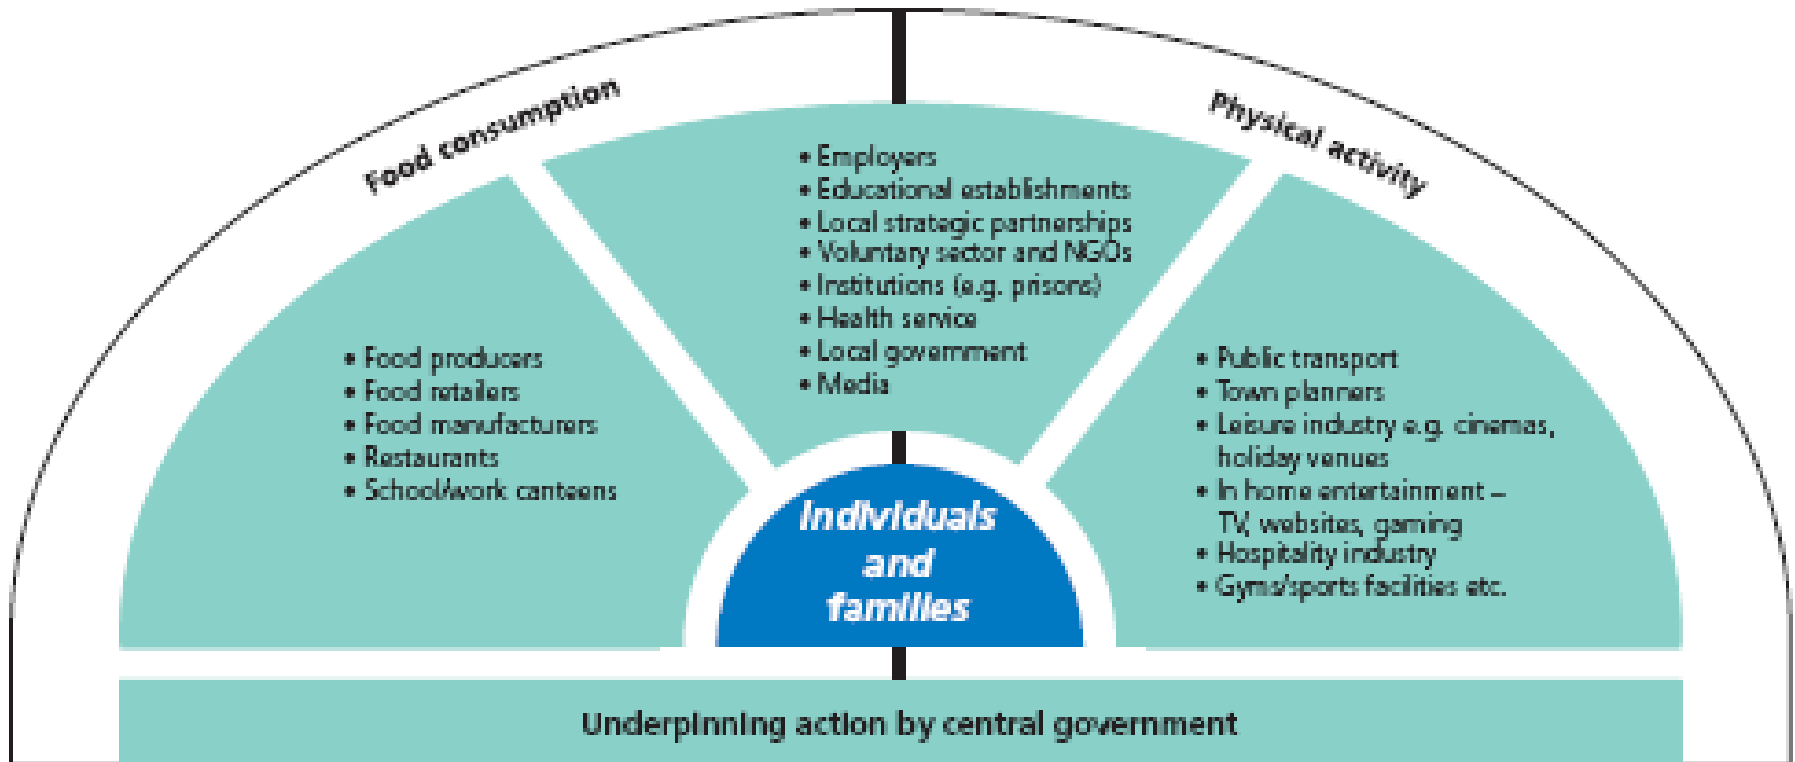 Food consumption
Physical activity
• Employers
• Educational establishments
• Local strategic partnerships
• Voluntary sector and NGOs
• Institutions (e.g. prisons)
• Health service
• Local government
• Media
• Food producers
• Food retailers
• Food manufacturers
• Restaurants
• School/work canteens
• Public transport
• Town planners
• Leisure industry e.g. cinemas,
holiday venues
• In home entertainment –
TV, websites, gaming
• Hospitality industry
• Gyms/sports facilities etc.
Individuals
and
families
Underpinning action by central government